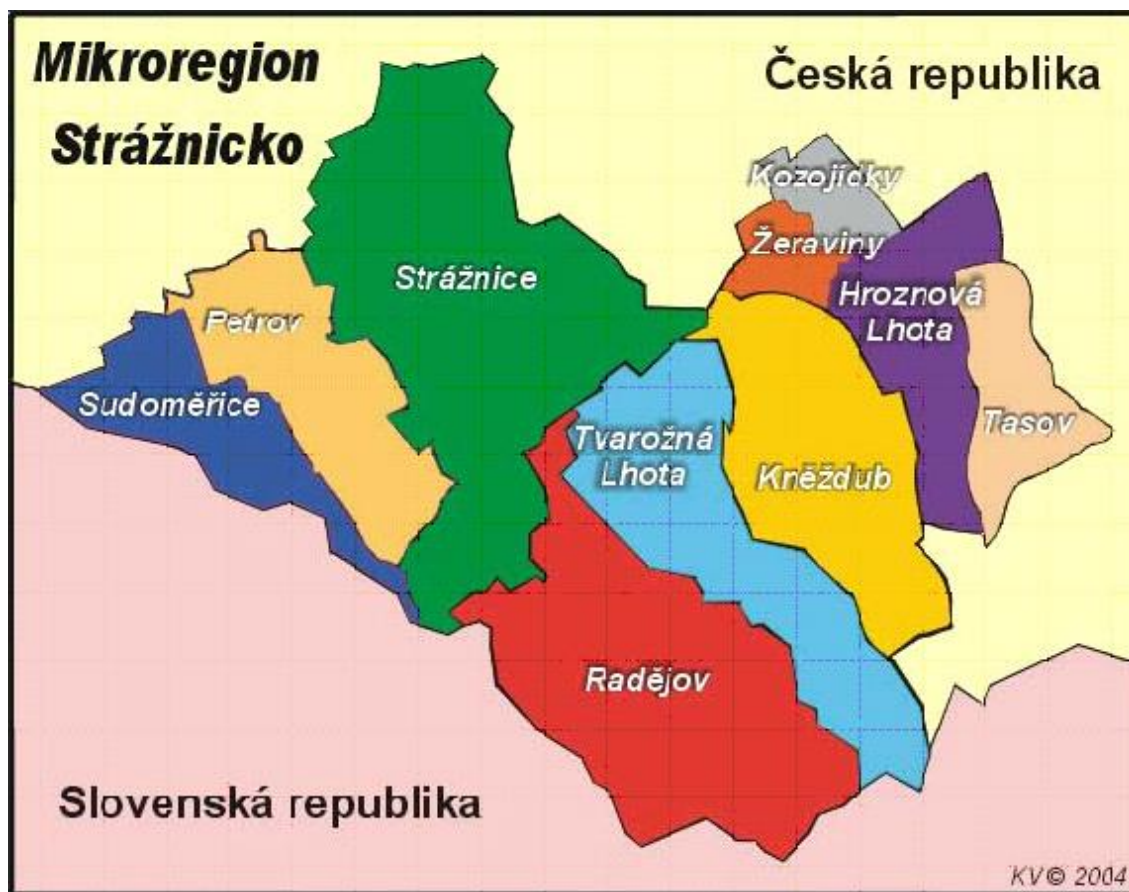 Mikroregion
Strážnicko
Česká republika
Kozojídky
Žeraviny
Strážnice
Hroznová
Lhota
Petrov
Sudoměřice
Tasov
Tvarožná
Lhota
Kněždub
Radějov
Slovenská republika
KV© 2004